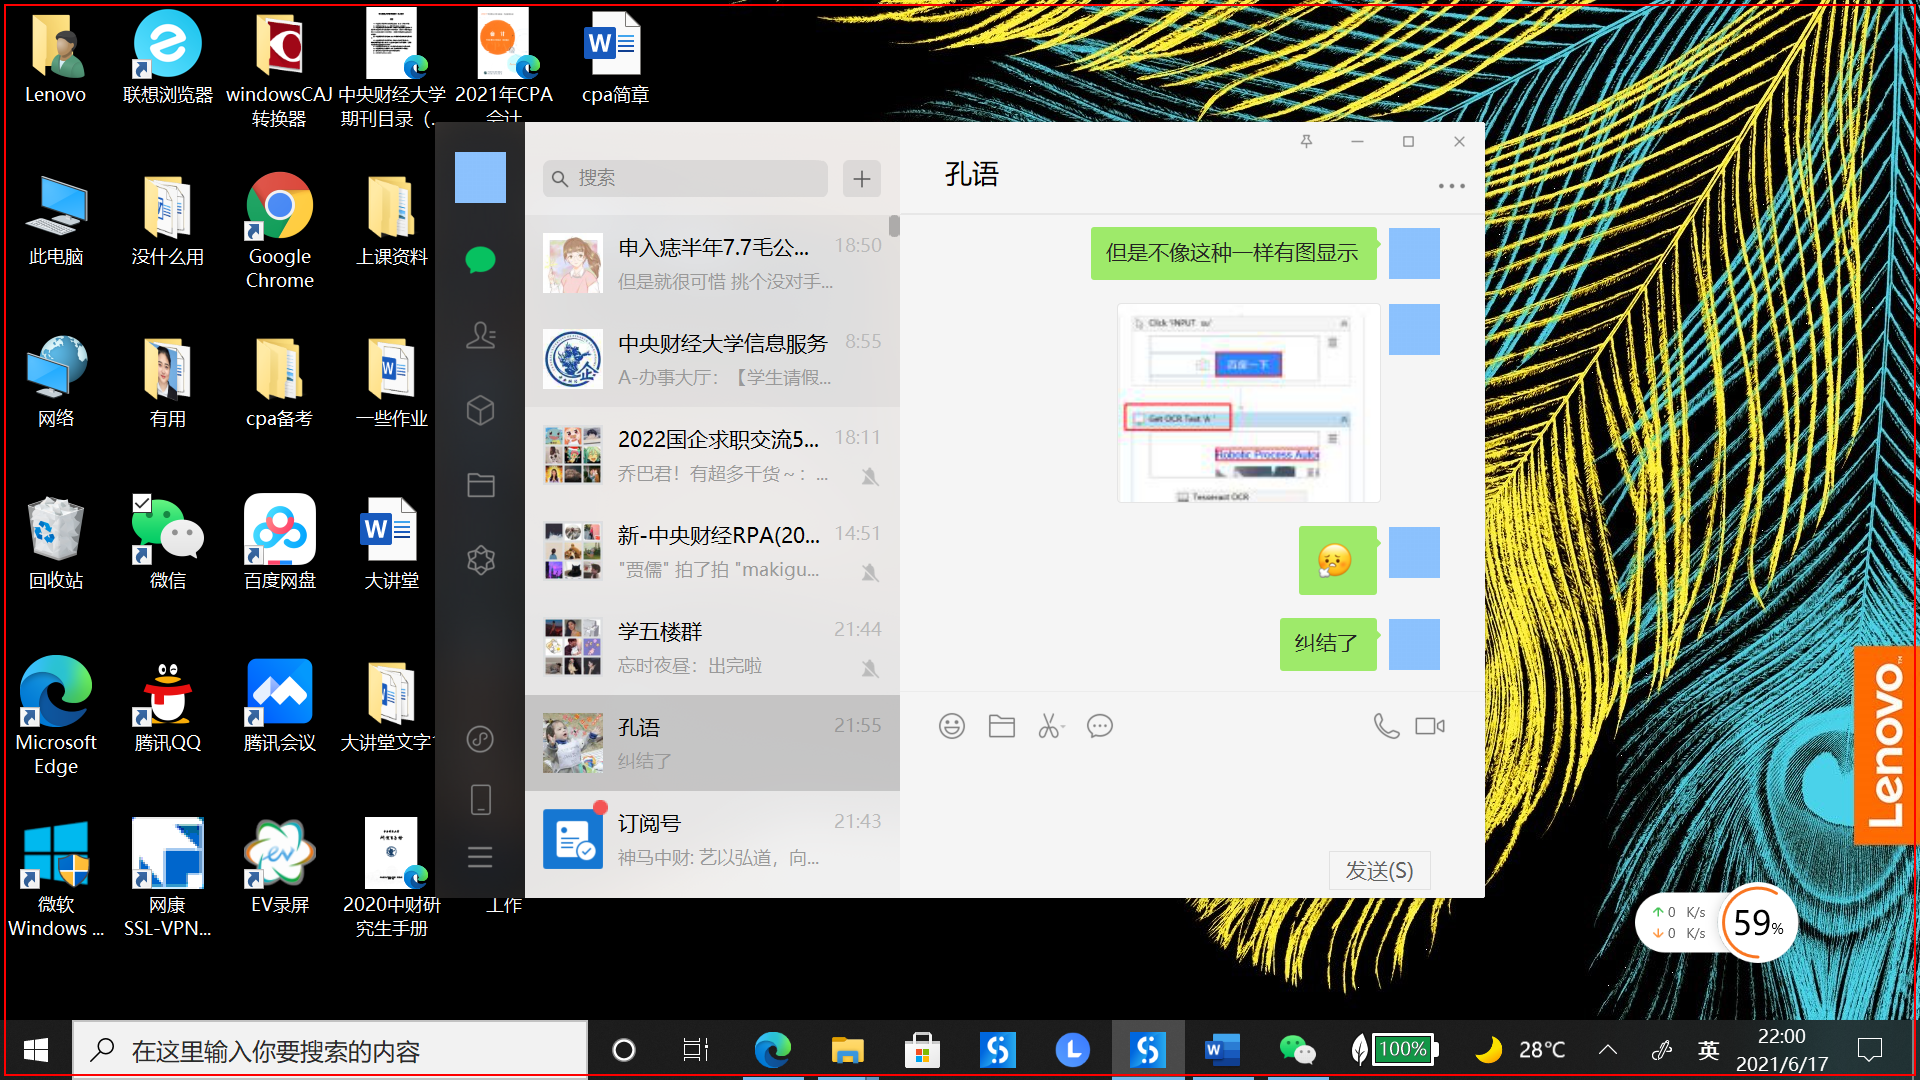 Lenovo
联想浏览器
windowsCAJ
转换器
中央财经大学
期刊目录（...
2021年CPA
会计
cpa简章
此电脑
没什么用
Google
Chrome
上课资料
网络
有用
cpa备考
一些作业
回收站
微信
百度网盘
大讲堂
Microsoft
Edge
腾讯QQ
腾讯会议
大讲堂文字
微软
Windows ...
网康
SSL-VPN...
EV录屏
2020中财研
究生手册
工作
搜索
申入痣半年7.7毛公...
18:50
但是就很可惜 挑个没对手...
中央财经大学信息服务
8:55
A-办事大厅：【学生请假...
2022国企求职交流5...
18:11
乔巴君！有超多干货~：...
新-中央财经RPA(20...
14:51
"贾儒" 拍了拍 "makigu...
学五楼群
21:44
忘时夜昼：出完啦
孔语
21:55
纠结了
订阅号
21:43
神马中财: 艺以弘道，向...
孔语
但是不像这种一样有图显示
Click 'INPUT su'
百度一下
Get OCR Text 'A'
Robotic Process Autor
Tesseract OCR
纠结了
发送(S)
Lenovo
0 K/s
0 K/s
59%
在这里输入你要搜索的内容
100%
28°C
英
22:00
2021/6/17